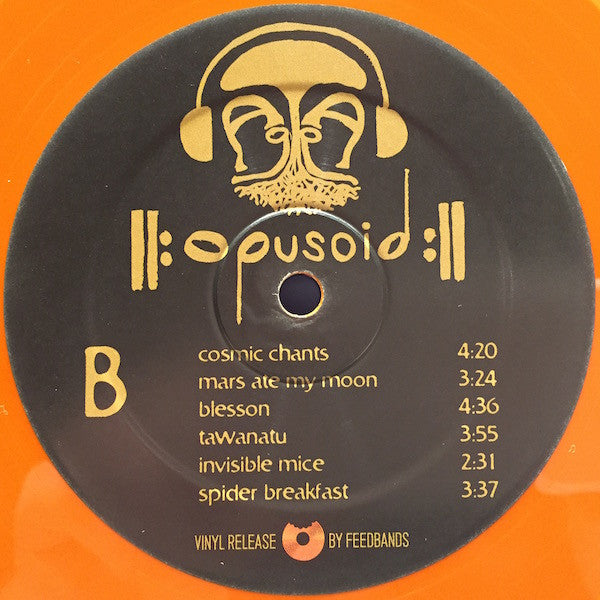 opusoid
B
cosmic chants 4:20
mars ate my moon 3:24
blesson 4:36
tawanatu 3:55
invisible mice 2:31
spider breakfast 3:37
VINYL RELEASE BY FEEDBANDS